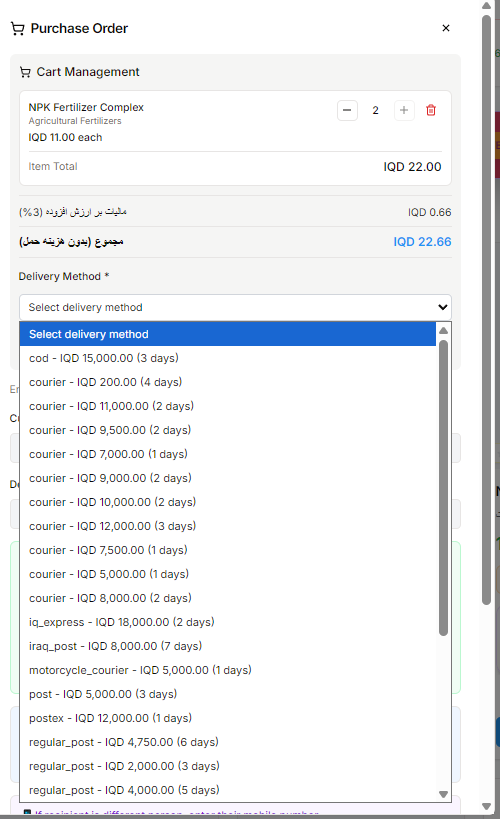 Purchase Order
Cart Management
NPK Fertilizer Complex
Agricultural Fertilizers
IQD 11.00 each
2
Item Total IQD 22.00
مالیات بر ارزش افزوده (3%) IQD 0.66
مجموع (بدون هزینه حمل) IQD 22.66
Delivery Method *
Select delivery method
Select delivery method
cod - IQD 15,000.00 (3 days)
courier - IQD 200.00 (4 days)
courier - IQD 11,000.00 (2 days)
courier - IQD 9,500.00 (2 days)
courier - IQD 7,000.00 (1 days)
courier - IQD 9,000.00 (2 days)
courier - IQD 10,000.00 (2 days)
courier - IQD 12,000.00 (3 days)
courier - IQD 7,500.00 (1 days)
courier - IQD 5,000.00 (1 days)
courier - IQD 8,000.00 (2 days)
iq_express - IQD 18,000.00 (2 days)
iraq_post - IQD 8,000.00 (7 days)
motorcycle_courier - IQD 5,000.00 (1 days)
post - IQD 5,000.00 (3 days)
postex - IQD 12,000.00 (1 days)
regular_post - IQD 4,750.00 (6 days)
regular_post - IQD 2,000.00 (3 days)
regular_post - IQD 4,000.00 (5 days)
If recipient is different person, enter their mobile number